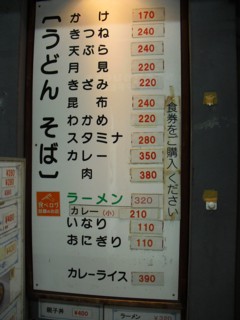 [うどん そば]
かけ 170
きつね 240
天ぷら 240
月見 220
きざみ 220
昆布 240
わかめ 220
スタミナ 280
カレー 350
肉 380
ラーメン 320
カレー(小) 210
いなり 110
おにぎり 110
カレーライス 390
食券をご購入ください